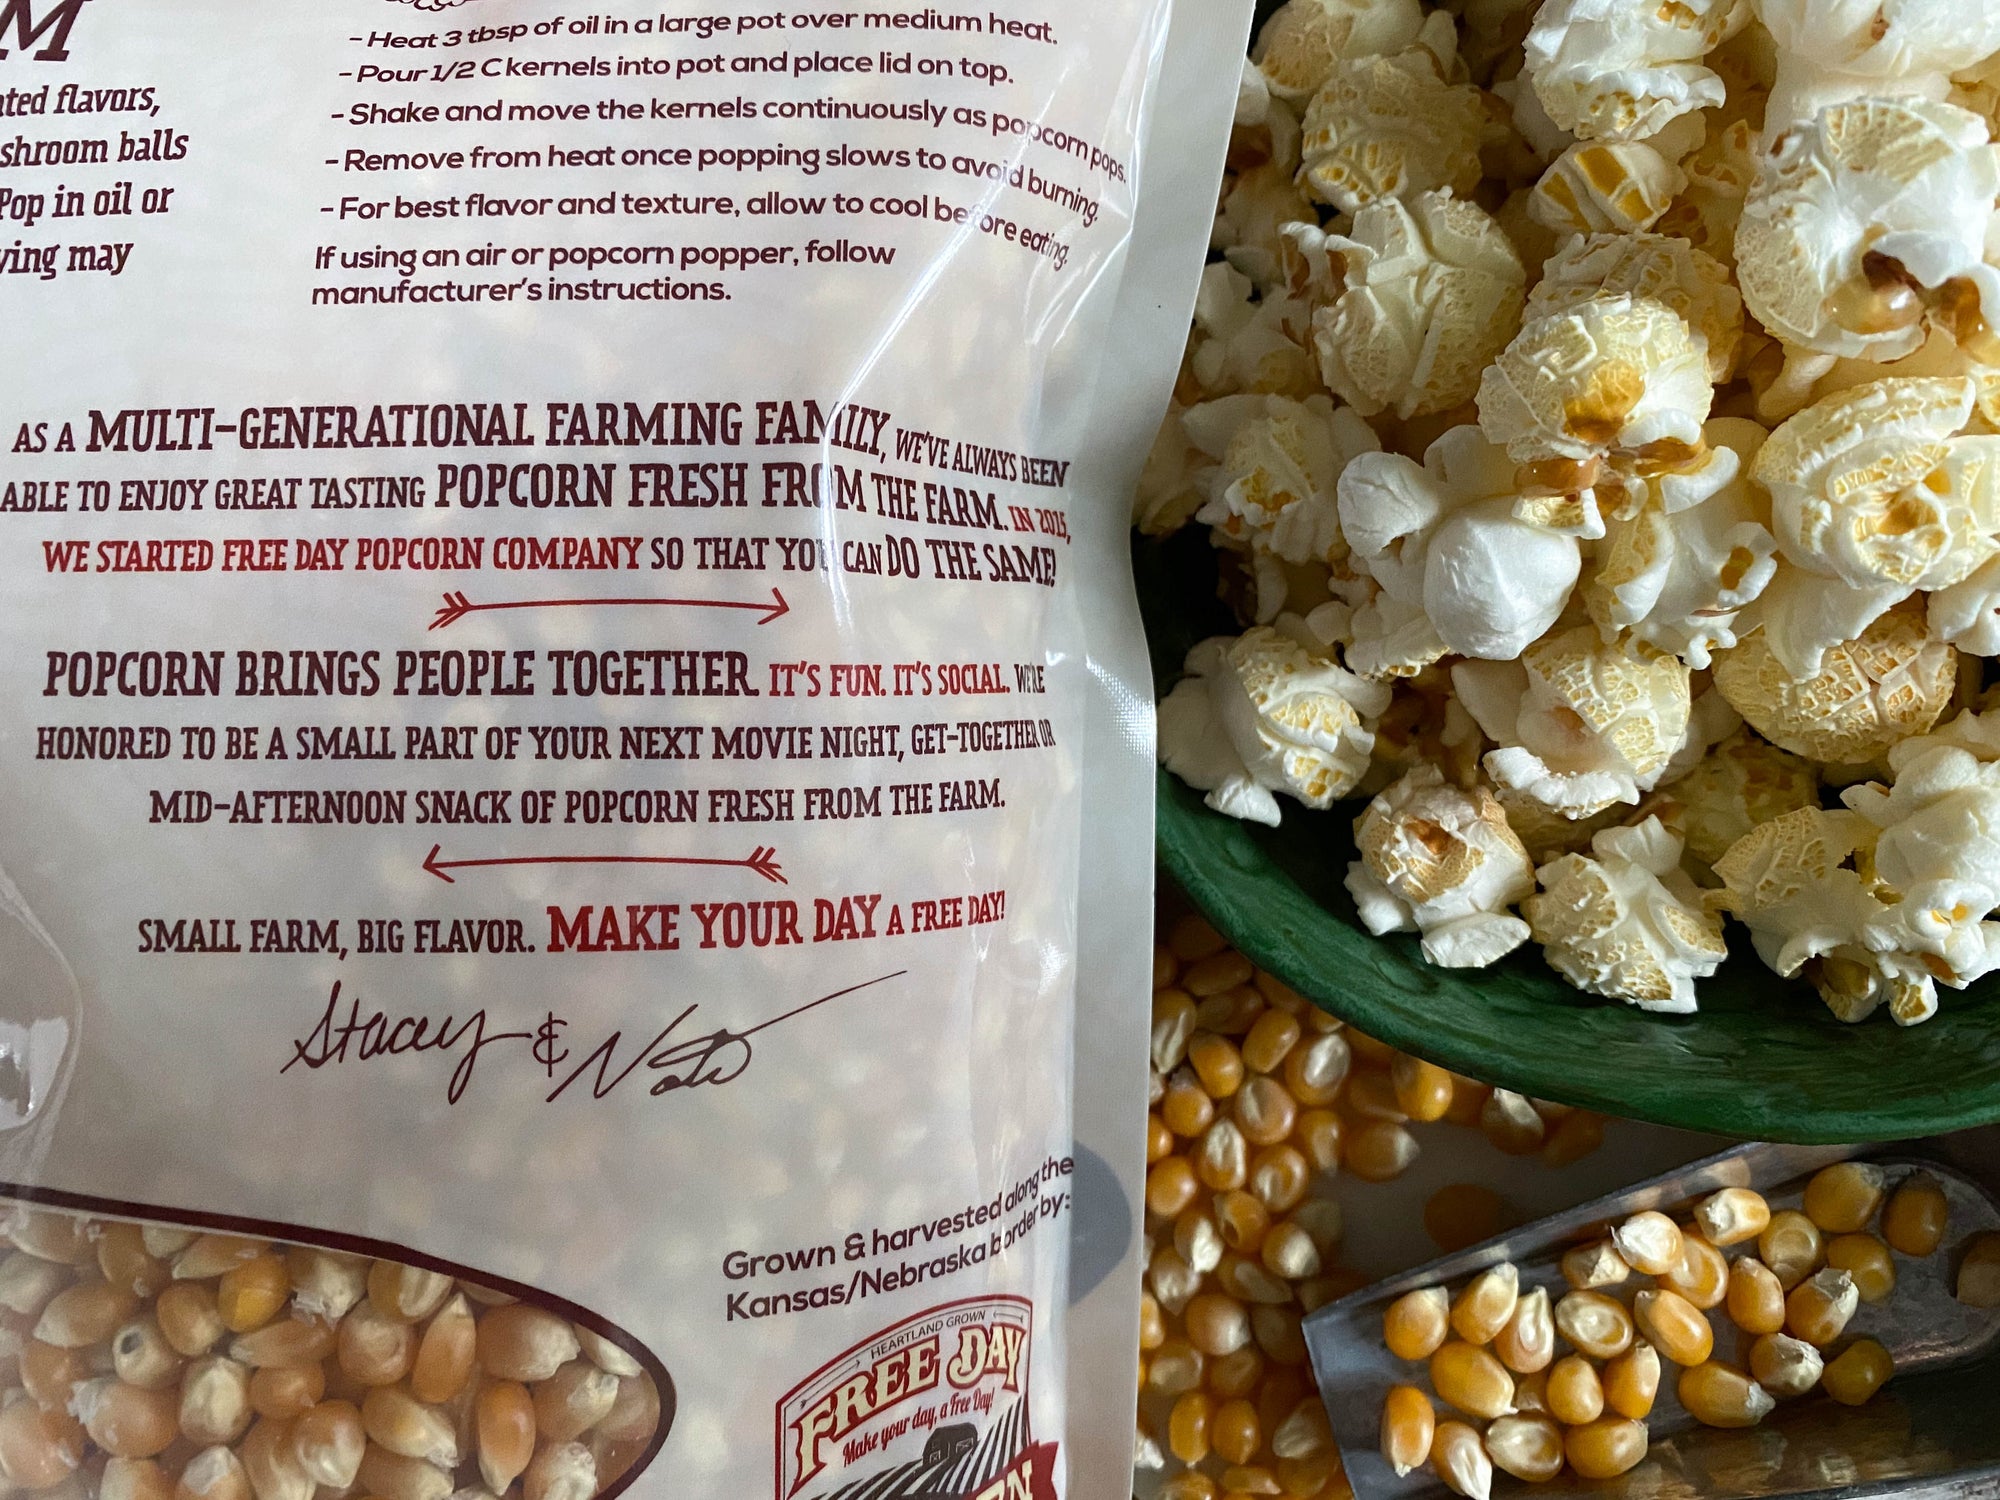 M
flavors,
balls
Pop in oil or
may
- Heat 3 tbsp of oil in a large pot over medium heat.
- Pour 1/2 C kernels into pot and place lid on top.
- Shake and move the kernels continuously as popcorn pops.
- Remove from heat once popping slows to avoid burning.
- For best flavor and texture, allow to cool before eating.
If using an air or popcorn popper, follow
manufacturer's instructions.
AS A MULTI-GENERATIONAL FARMING FAMILY, WE'VE ALWAYS BEEN
ABLE TO ENJOY GREAT TASTING POPCORN FRESH FROM THE FARM. IN 2015,
WE STARTED FREE DAY POPCORN COMPANY SO THAT YOU CAN DO THE SAME!
POPCORN BRINGS PEOPLE TOGETHER. IT'S FUN. IT'S SOCIAL. WE'RE
HONORED TO BE A SMALL PART OF YOUR NEXT MOVIE NIGHT, GET-TOGETHER OR
MID-AFTERNOON SNACK OF POPCORN FRESH FROM THE FARM.
SMALL FARM, BIG FLAVOR. MAKE YOUR DAY A FREE DAY!
Stacey & Nate
Grown & harvested along the
Kansas/Nebraska border by:
HEARTLAND GROWN
FREE DAY
Make your day, a Free Day!